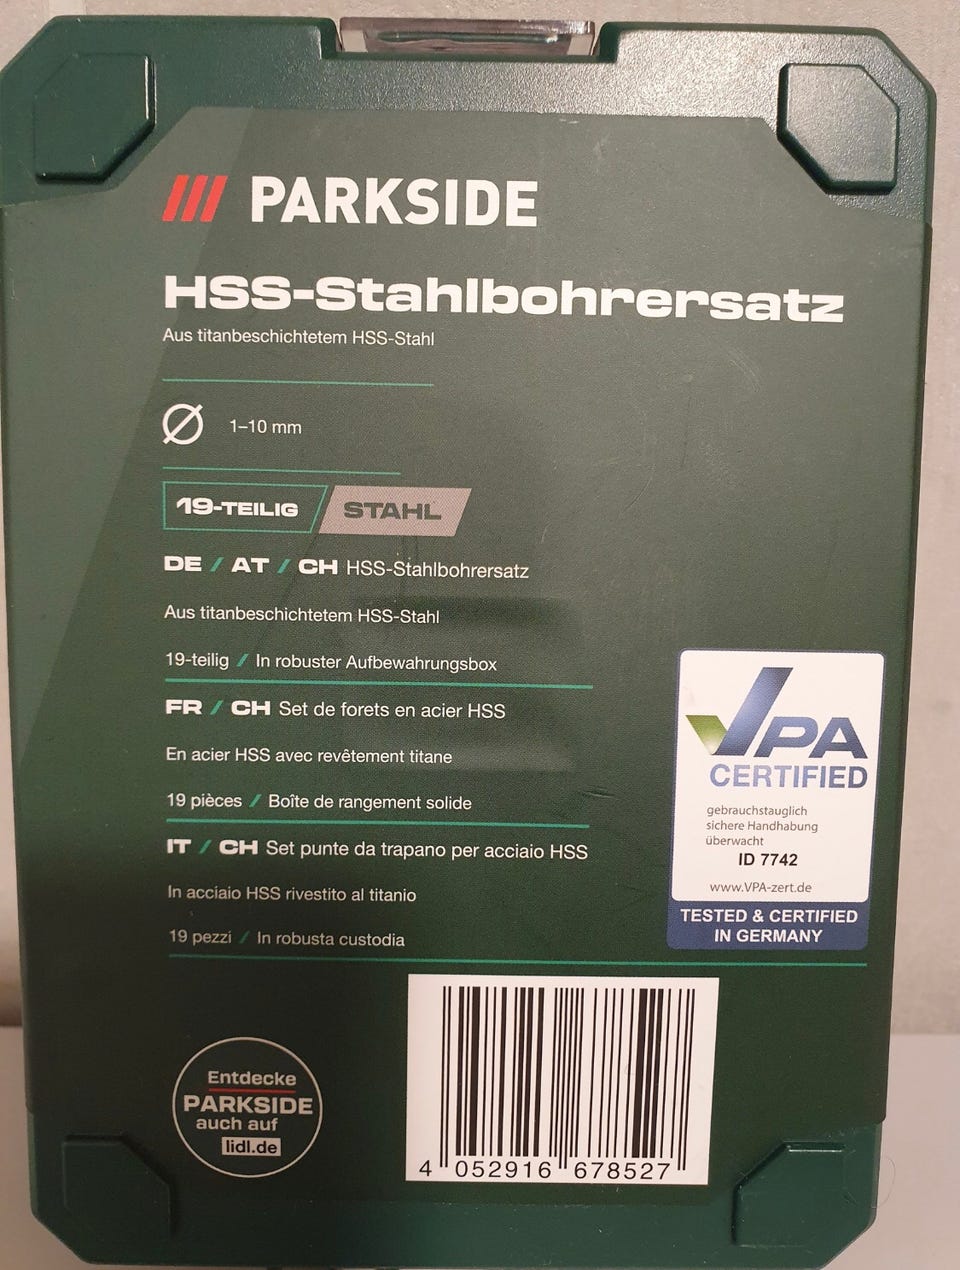 PARKSIDE
HSS-Stahlbohrersatz
Aus titanbeschichtetem HSS-Stahl
Ø 1–10 mm
19-TEILIG STAHL
DE / AT / CH HSS-Stahlbohrersatz
Aus titanbeschichtetem HSS-Stahl
19-teilig / In robuster Aufbewahrungsbox
FR / CH Set de forets en acier HSS
En acier HSS avec revêtement titane
19 pièces / Boîte de rangement solide
IT / CH Set punte da trapano per acciaio HSS
In acciaio HSS rivestito al titanio
19 pezzi / In robusta custodia
VPA
CERTIFIED
gebrauchstauglich
sichere Handhabung
überwacht
ID 7742
www.VPA-zert.de
TESTED & CERTIFIED
IN GERMANY
Entdecke
PARKSIDE
auch auf
lidl.de
4 052916 678527